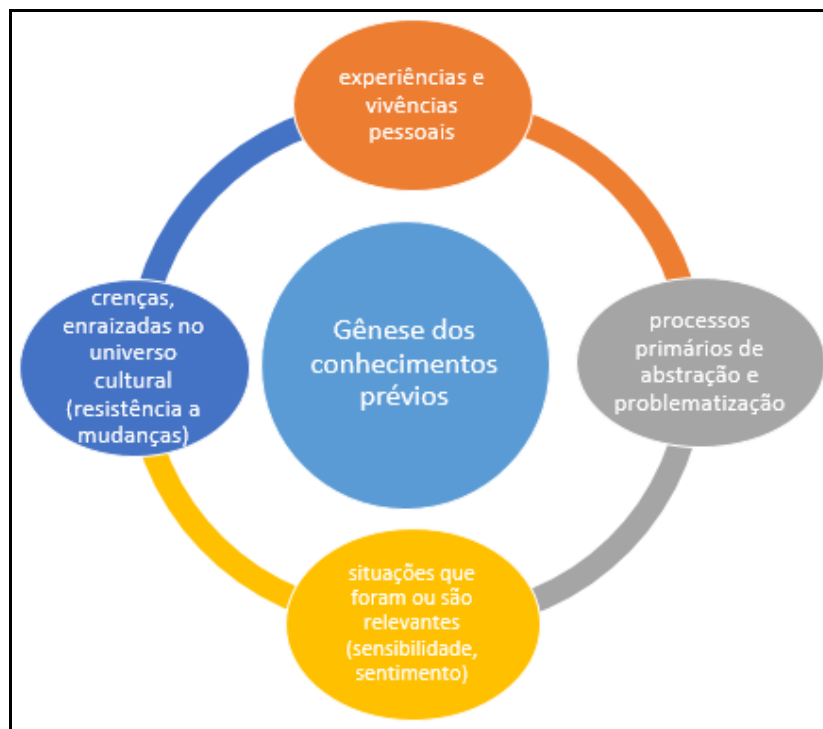 experiências e
vivências
pessoais
processos
primários de
abstração e
problematização
situações que
foram ou são
relevantes
(sensibilidade,
sentimento)
crenças,
enraizadas no
universo
cultural
(resistência a
mudanças)
Gênese dos
conhecimentos
prévios